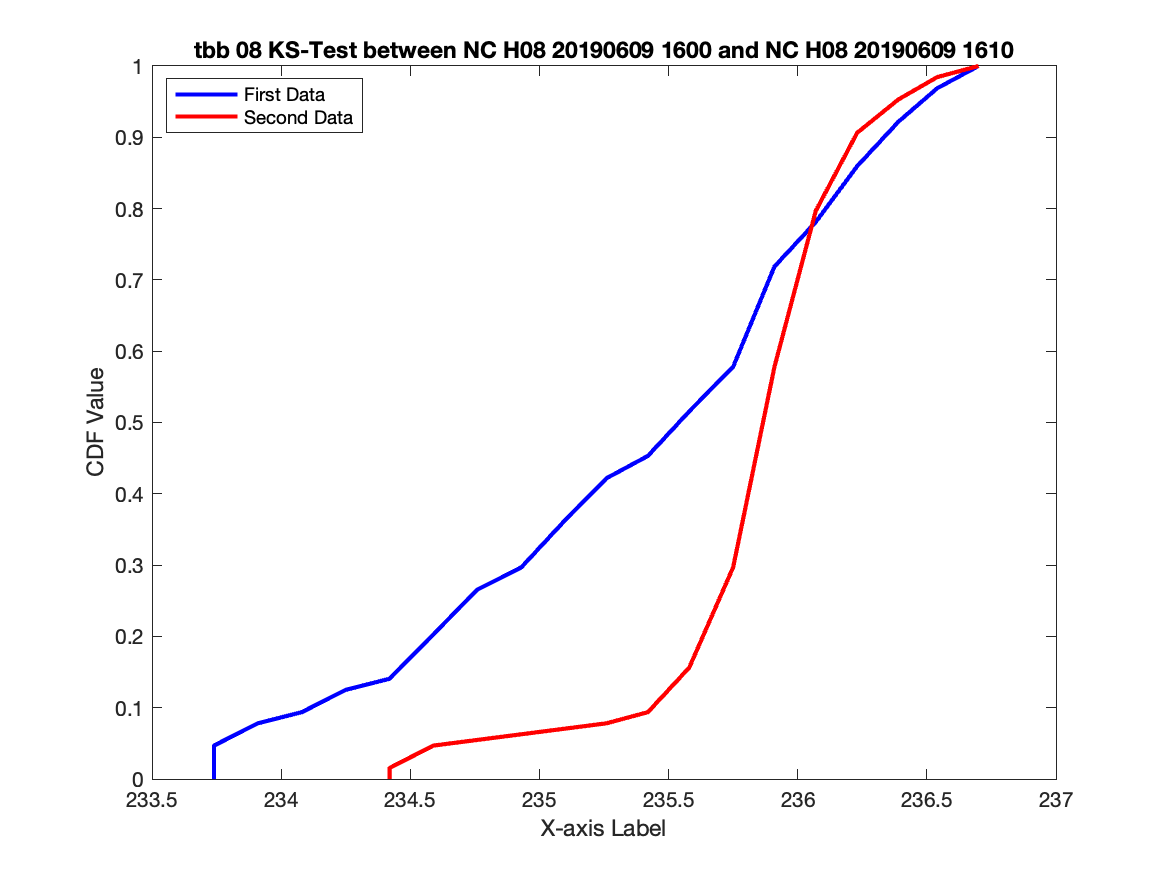 tbb 08 KS-Test between NC H08 20190609 1600 and NC H08 20190609 1610
First Data
Second Data
1
0.9
0.8
0.7
0.6
0.5
0.4
0.3
0.2
0.1
0
CDF Value
233.5 234 234.5 235 235.5 236 236.5 237
X-axis Label